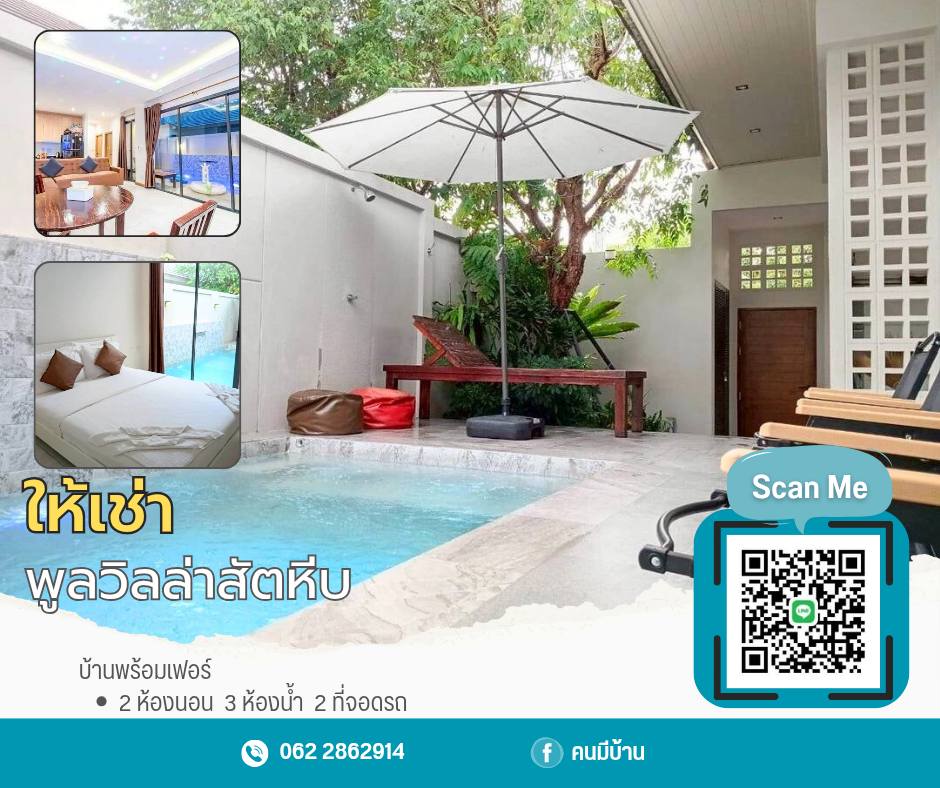 ให้เช่า
พูลวิลล่าสัตหีบ
Scan Me
LINE
บ้านพร้อมเฟอร์
• 2 ห้องนอน 3 ห้องน้ำ 2 ที่จอดรถ
062 2862914
คนมีบ้าน